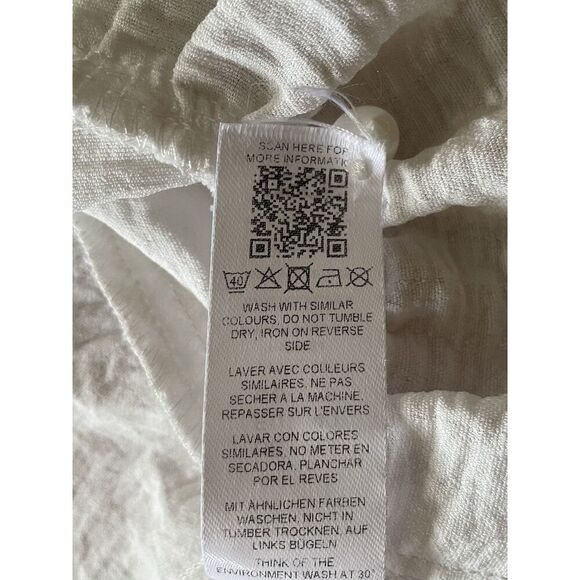 SCAN HERE FOR
MORE INFORMATI
40
WASH WITH SIMILAR
COLOURS, DO NOT TUMBLE
DRY, IRON ON REVERSE
SIDE
LAVER AVEC COULEURS
SIMILAIRES, NE PAS
SÉCHER À LA MACHINE,
REPASSER SUR L'ENVERS
LAVAR CON COLORES
SIMILARES, NO METER EN
SECADORA, PLANCHAR
POR EL REVES
MIT ÄHNLICHEN FARBEN
WASCHEN, NICHT IN
TUMBER TROCKNEN, AUF
LINKS BÜGELN
THINK OF THE
ENVIRONMENT WASH AT 30°